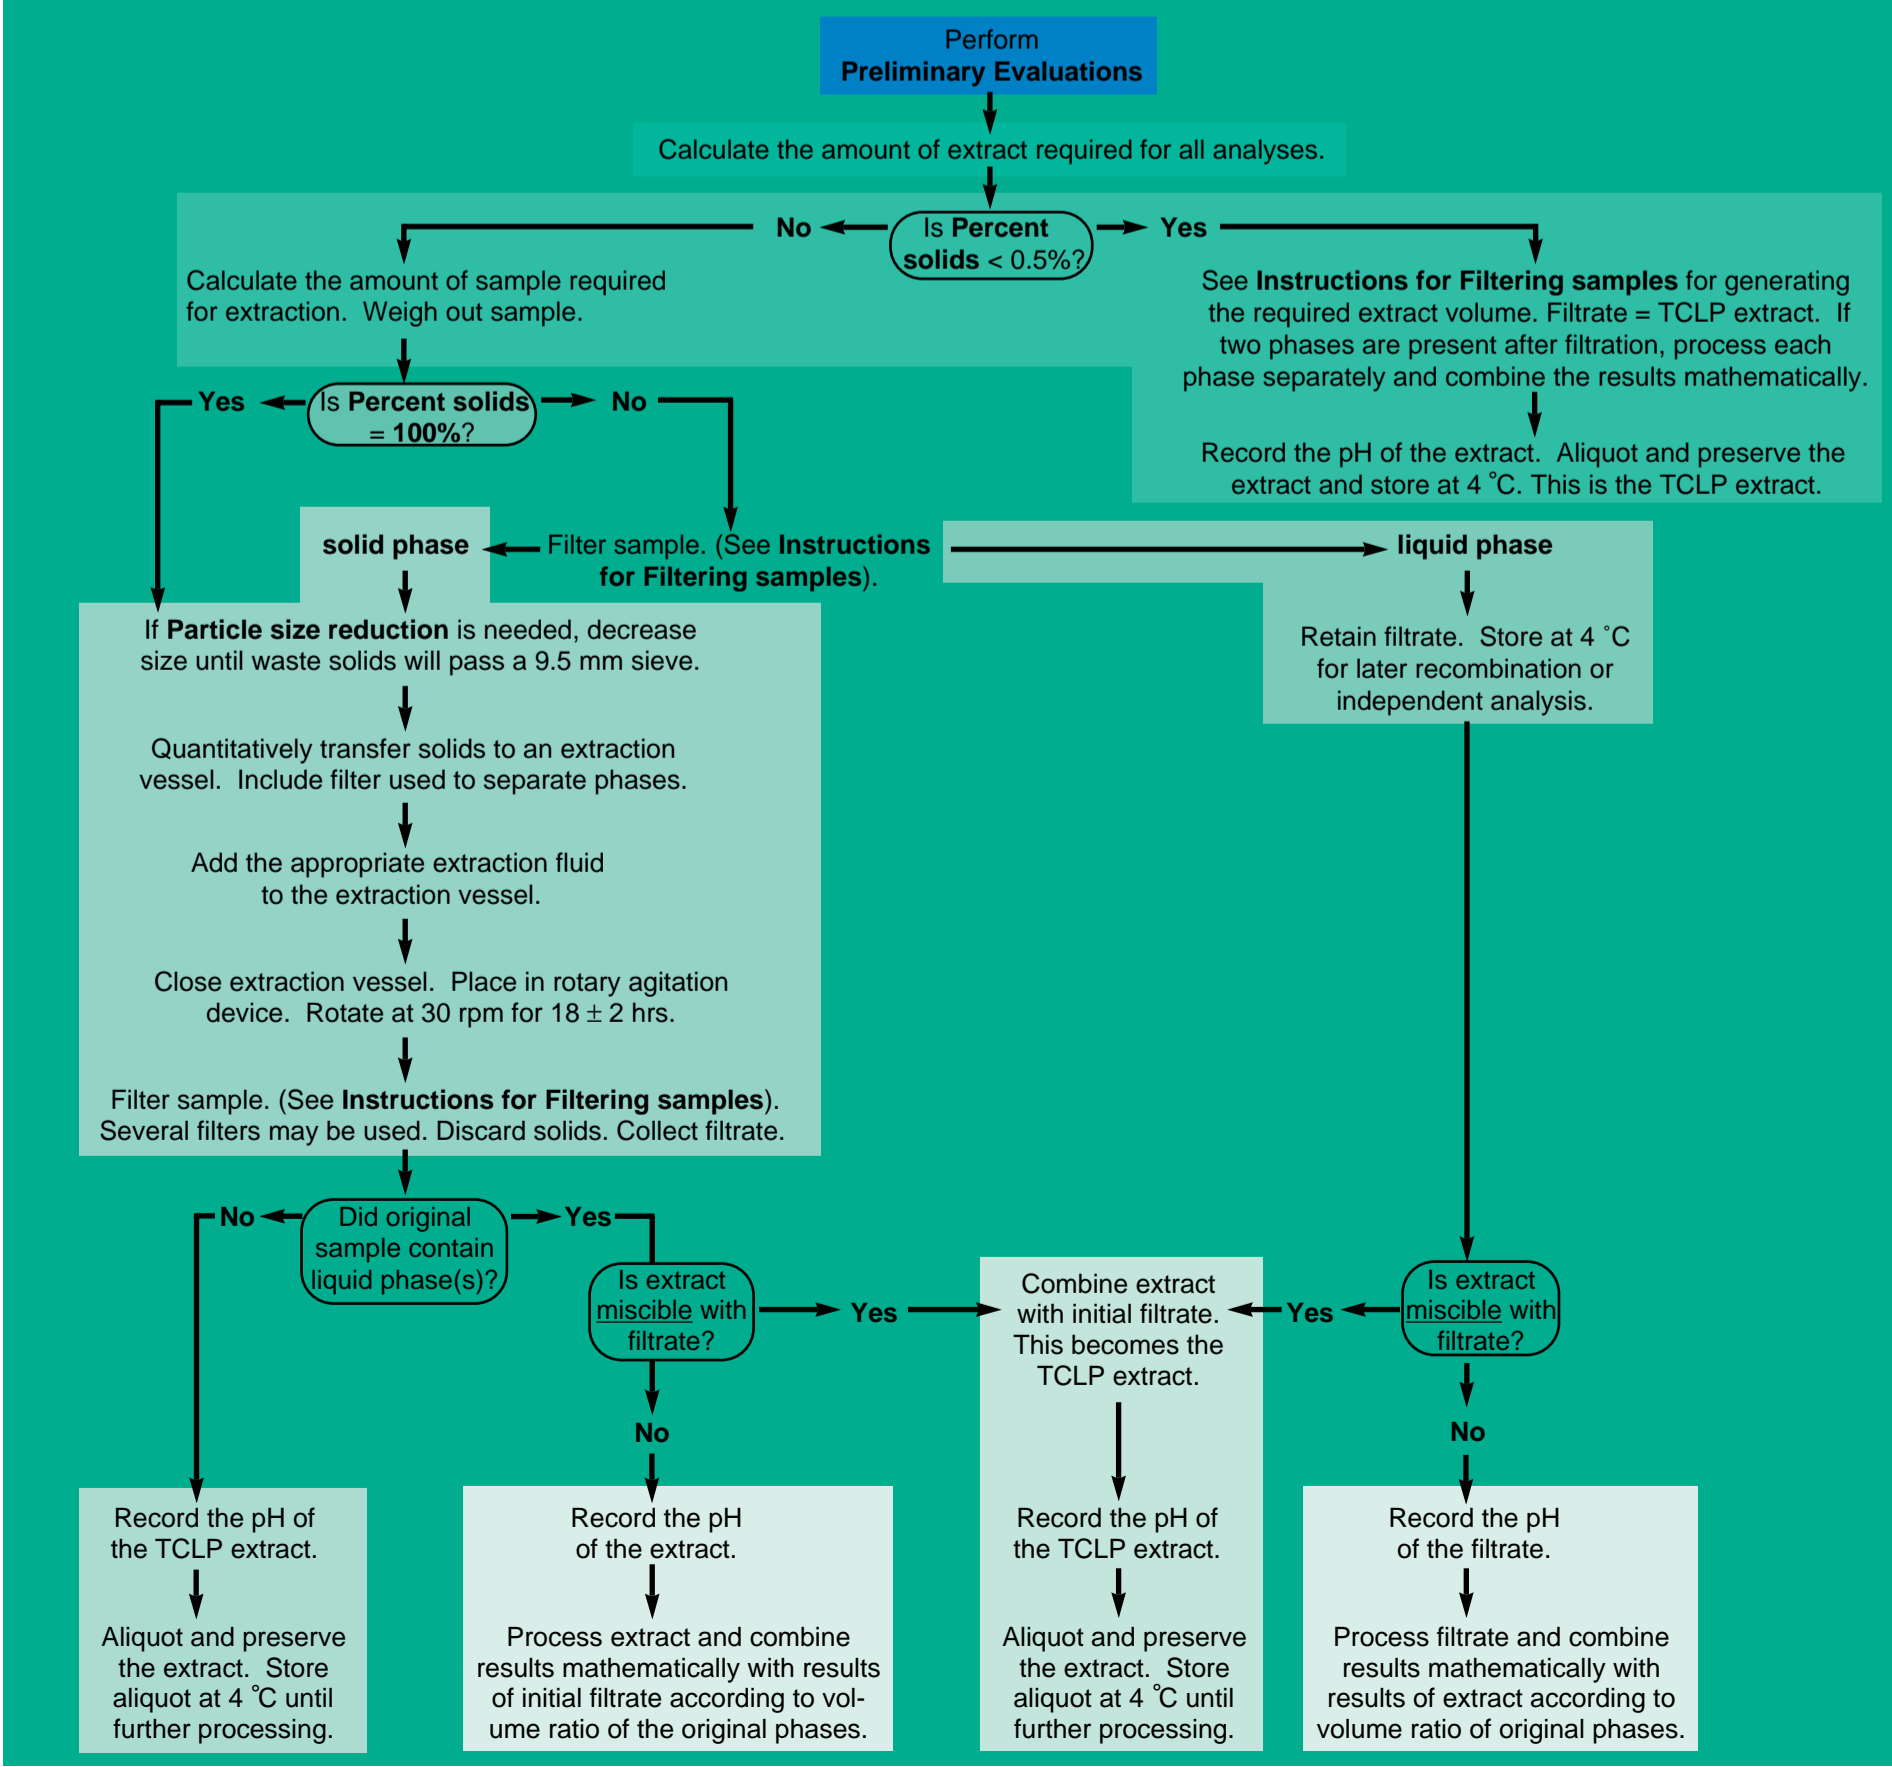 Perform
Preliminary Evaluations
Calculate the amount of extract required for all analyses.
No
Is Percent
solids < 0.5%?
Yes
Calculate the amount of sample required
for extraction. Weigh out sample.
See Instructions for Filtering samples for generating
the required extract volume. Filtrate = TCLP extract. If
two phases are present after filtration, process each
phase separately and combine the results mathematically.
Yes
Is Percent solids
= 100%?
No
Record the pH of the extract. Aliquot and preserve the
extract and store at 4 °C. This is the TCLP extract.
solid phase
Filter sample. (See Instructions
for Filtering samples).
liquid phase
If Particle size reduction is needed, decrease
size until waste solids will pass a 9.5 mm sieve.
Retain filtrate. Store at 4 °C
for later recombination or
independent analysis.
Quantitatively transfer solids to an extraction
vessel. Include filter used to separate phases.
Add the appropriate extraction fluid
to the extraction vessel.
Close extraction vessel. Place in rotary agitation
device. Rotate at 30 rpm for 18 ± 2 hrs.
Filter sample. (See Instructions for Filtering samples).
Several filters may be used. Discard solids. Collect filtrate.
No
Did original
sample contain
liquid phase(s)?
Yes
Is extract
miscible with
filtrate?
Yes
Combine extract
with initial filtrate.
This becomes the
TCLP extract.
Yes
Is extract
miscible with
filtrate?
No
No
Record the pH of
the TCLP extract.
Record the pH
of the extract.
Record the pH of
the TCLP extract.
Record the pH
of the filtrate.
Aliquot and preserve
the extract. Store
aliquot at 4 °C until
further processing.
Process extract and combine
results mathematically with results
of initial filtrate according to vol-
ume ratio of the original phases.
Aliquot and preserve
the extract. Store
aliquot at 4 °C until
further processing.
Process filtrate and combine
results mathematically with
results of extract according to
volume ratio of original phases.